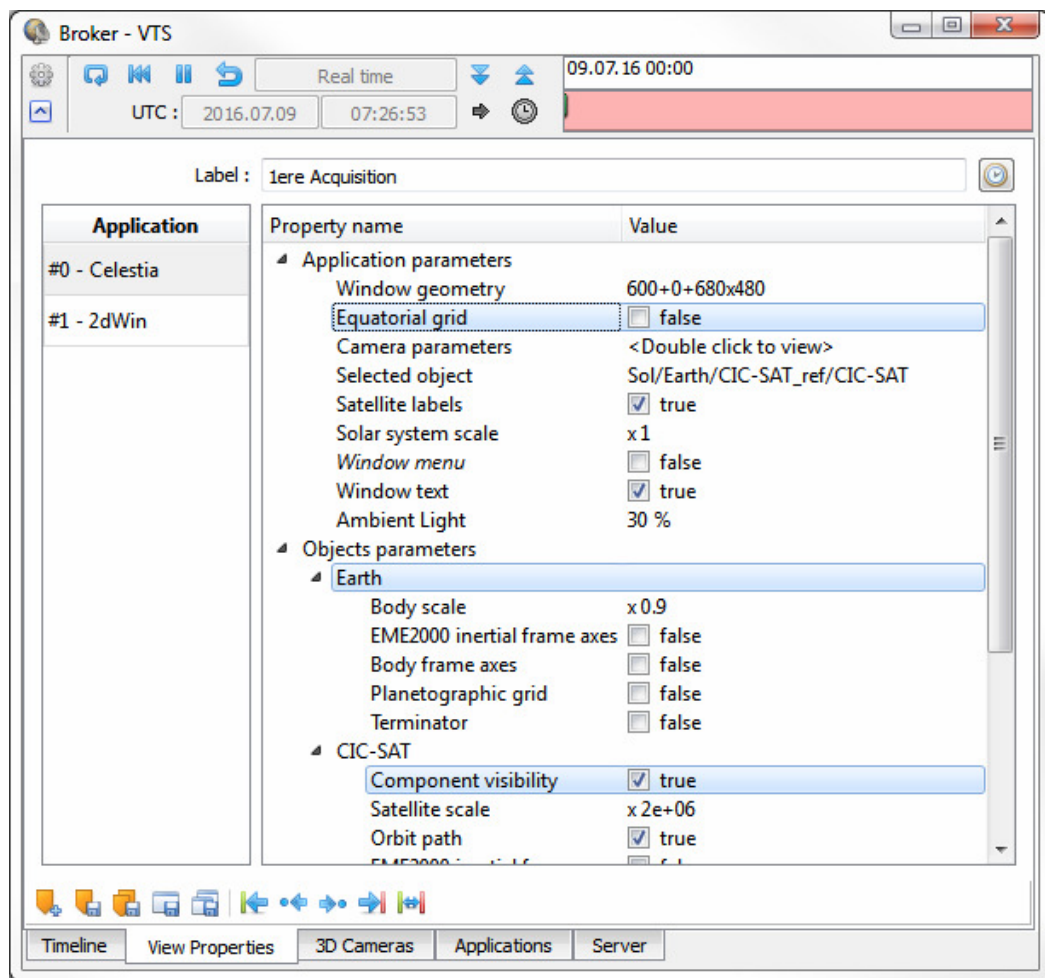 Broker - VTS
Real time
09.07.16 00:00
UTC : 2016.07.09 07:26:53
Label : 1ere Acquisition
Application
Property name Value
#0 - Celestia
#1 - 2dWin
Application parameters
Window geometry 600+0+680x480
Equatorial grid false
Camera parameters <Double click to view>
Selected object Sol/Earth/CIC-SAT_ref/CIC-SAT
Satellite labels true
Solar system scale x 1
Window menu false
Window text true
Ambient Light 30 %
Objects parameters
Earth
Body scale x 0.9
EME2000 inertial frame axes false
Body frame axes false
Planetographic grid false
Terminator false
CIC-SAT
Component visibility true
Satellite scale x 2e+06
Orbit path true
Timeline View Properties 3D Cameras Applications Server